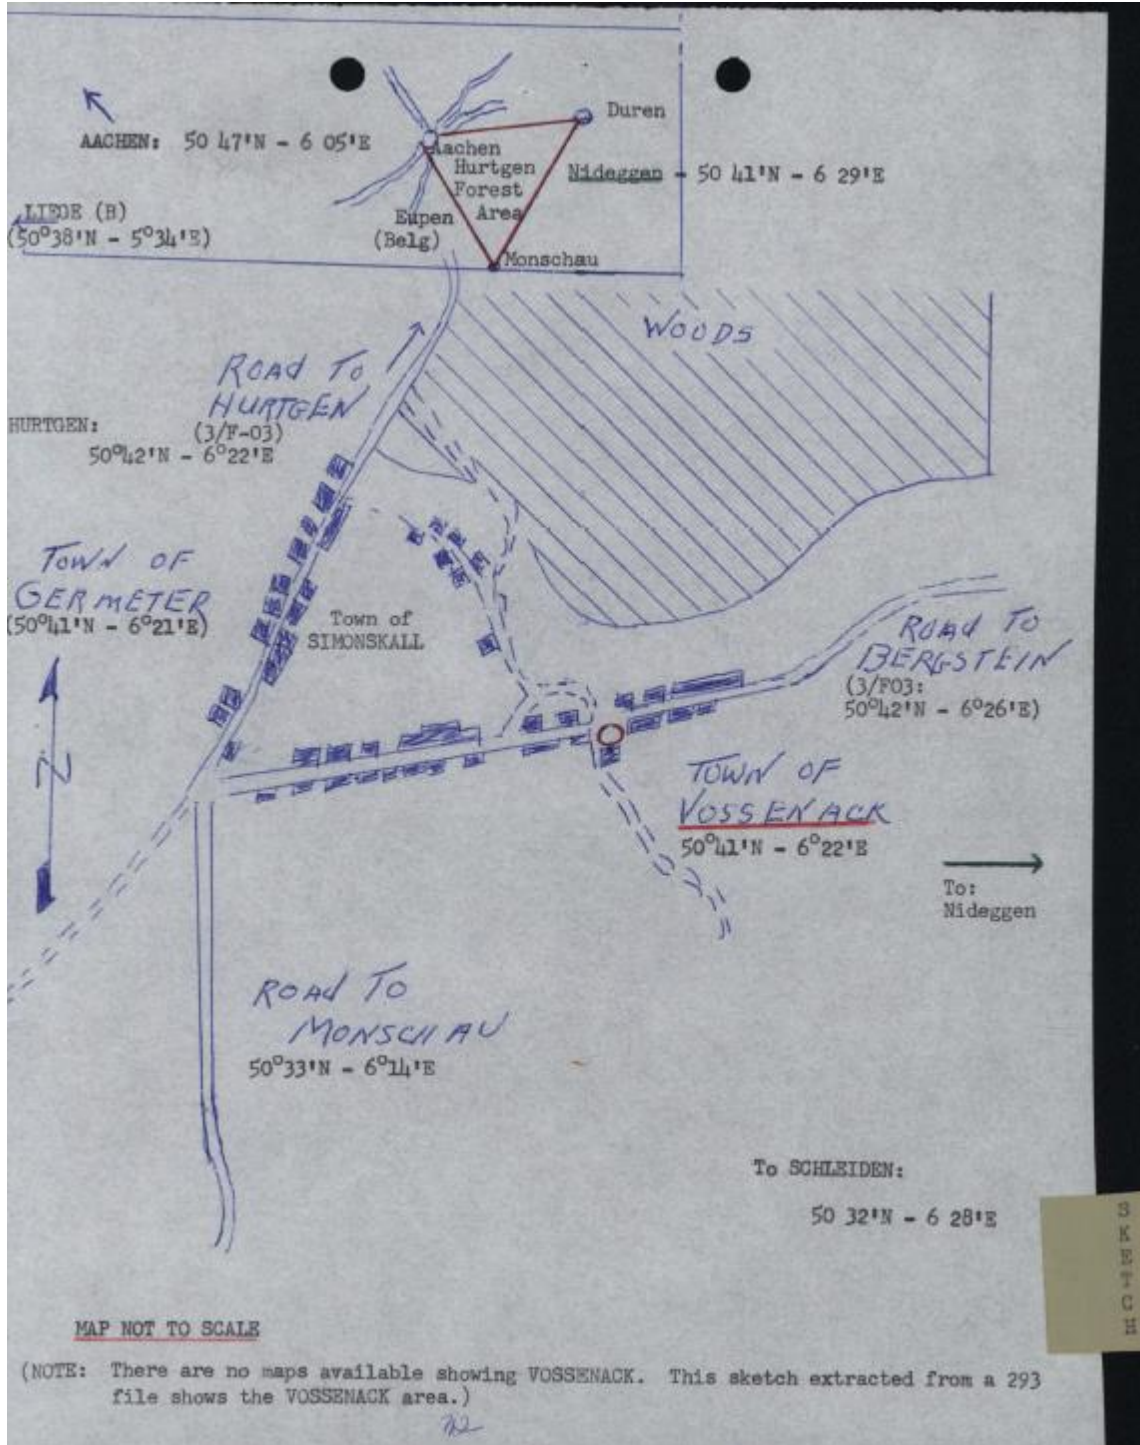 Duren
AACHEN: 50 47'N - 6 05'E
Aachen
Hurtgen
Forest
Area
Nideggen - 50 41'N - 6 29'E
LIEGE (B)
(50°38'N - 5°34'E)
Eupen
(Belg)
Monschau
WOODS
ROAD TO
HURTGEN
(3/F-03)
HURTGEN:
50°42'N - 6°22'E
TOWN OF
GERMETER
(50°41'N - 6°21'E)
Town of
SIMONSKALL
ROAD TO
BERGSTEIN
(3/F03:
50°42'N - 6°26'E)
N
TOWN OF
VOSSENACK
50°41'N - 6°22'E
To:
Nideggen
ROAD TO
MONSCHAU
50°33'N - 6°14'E
To SCHLEIDEN:
50 32'N - 6 28'E
SKETCH
MAP NOT TO SCALE
(NOTE: There are no maps available showing VOSSENACK. This sketch extracted from a 293
file shows the VOSSENACK area.)